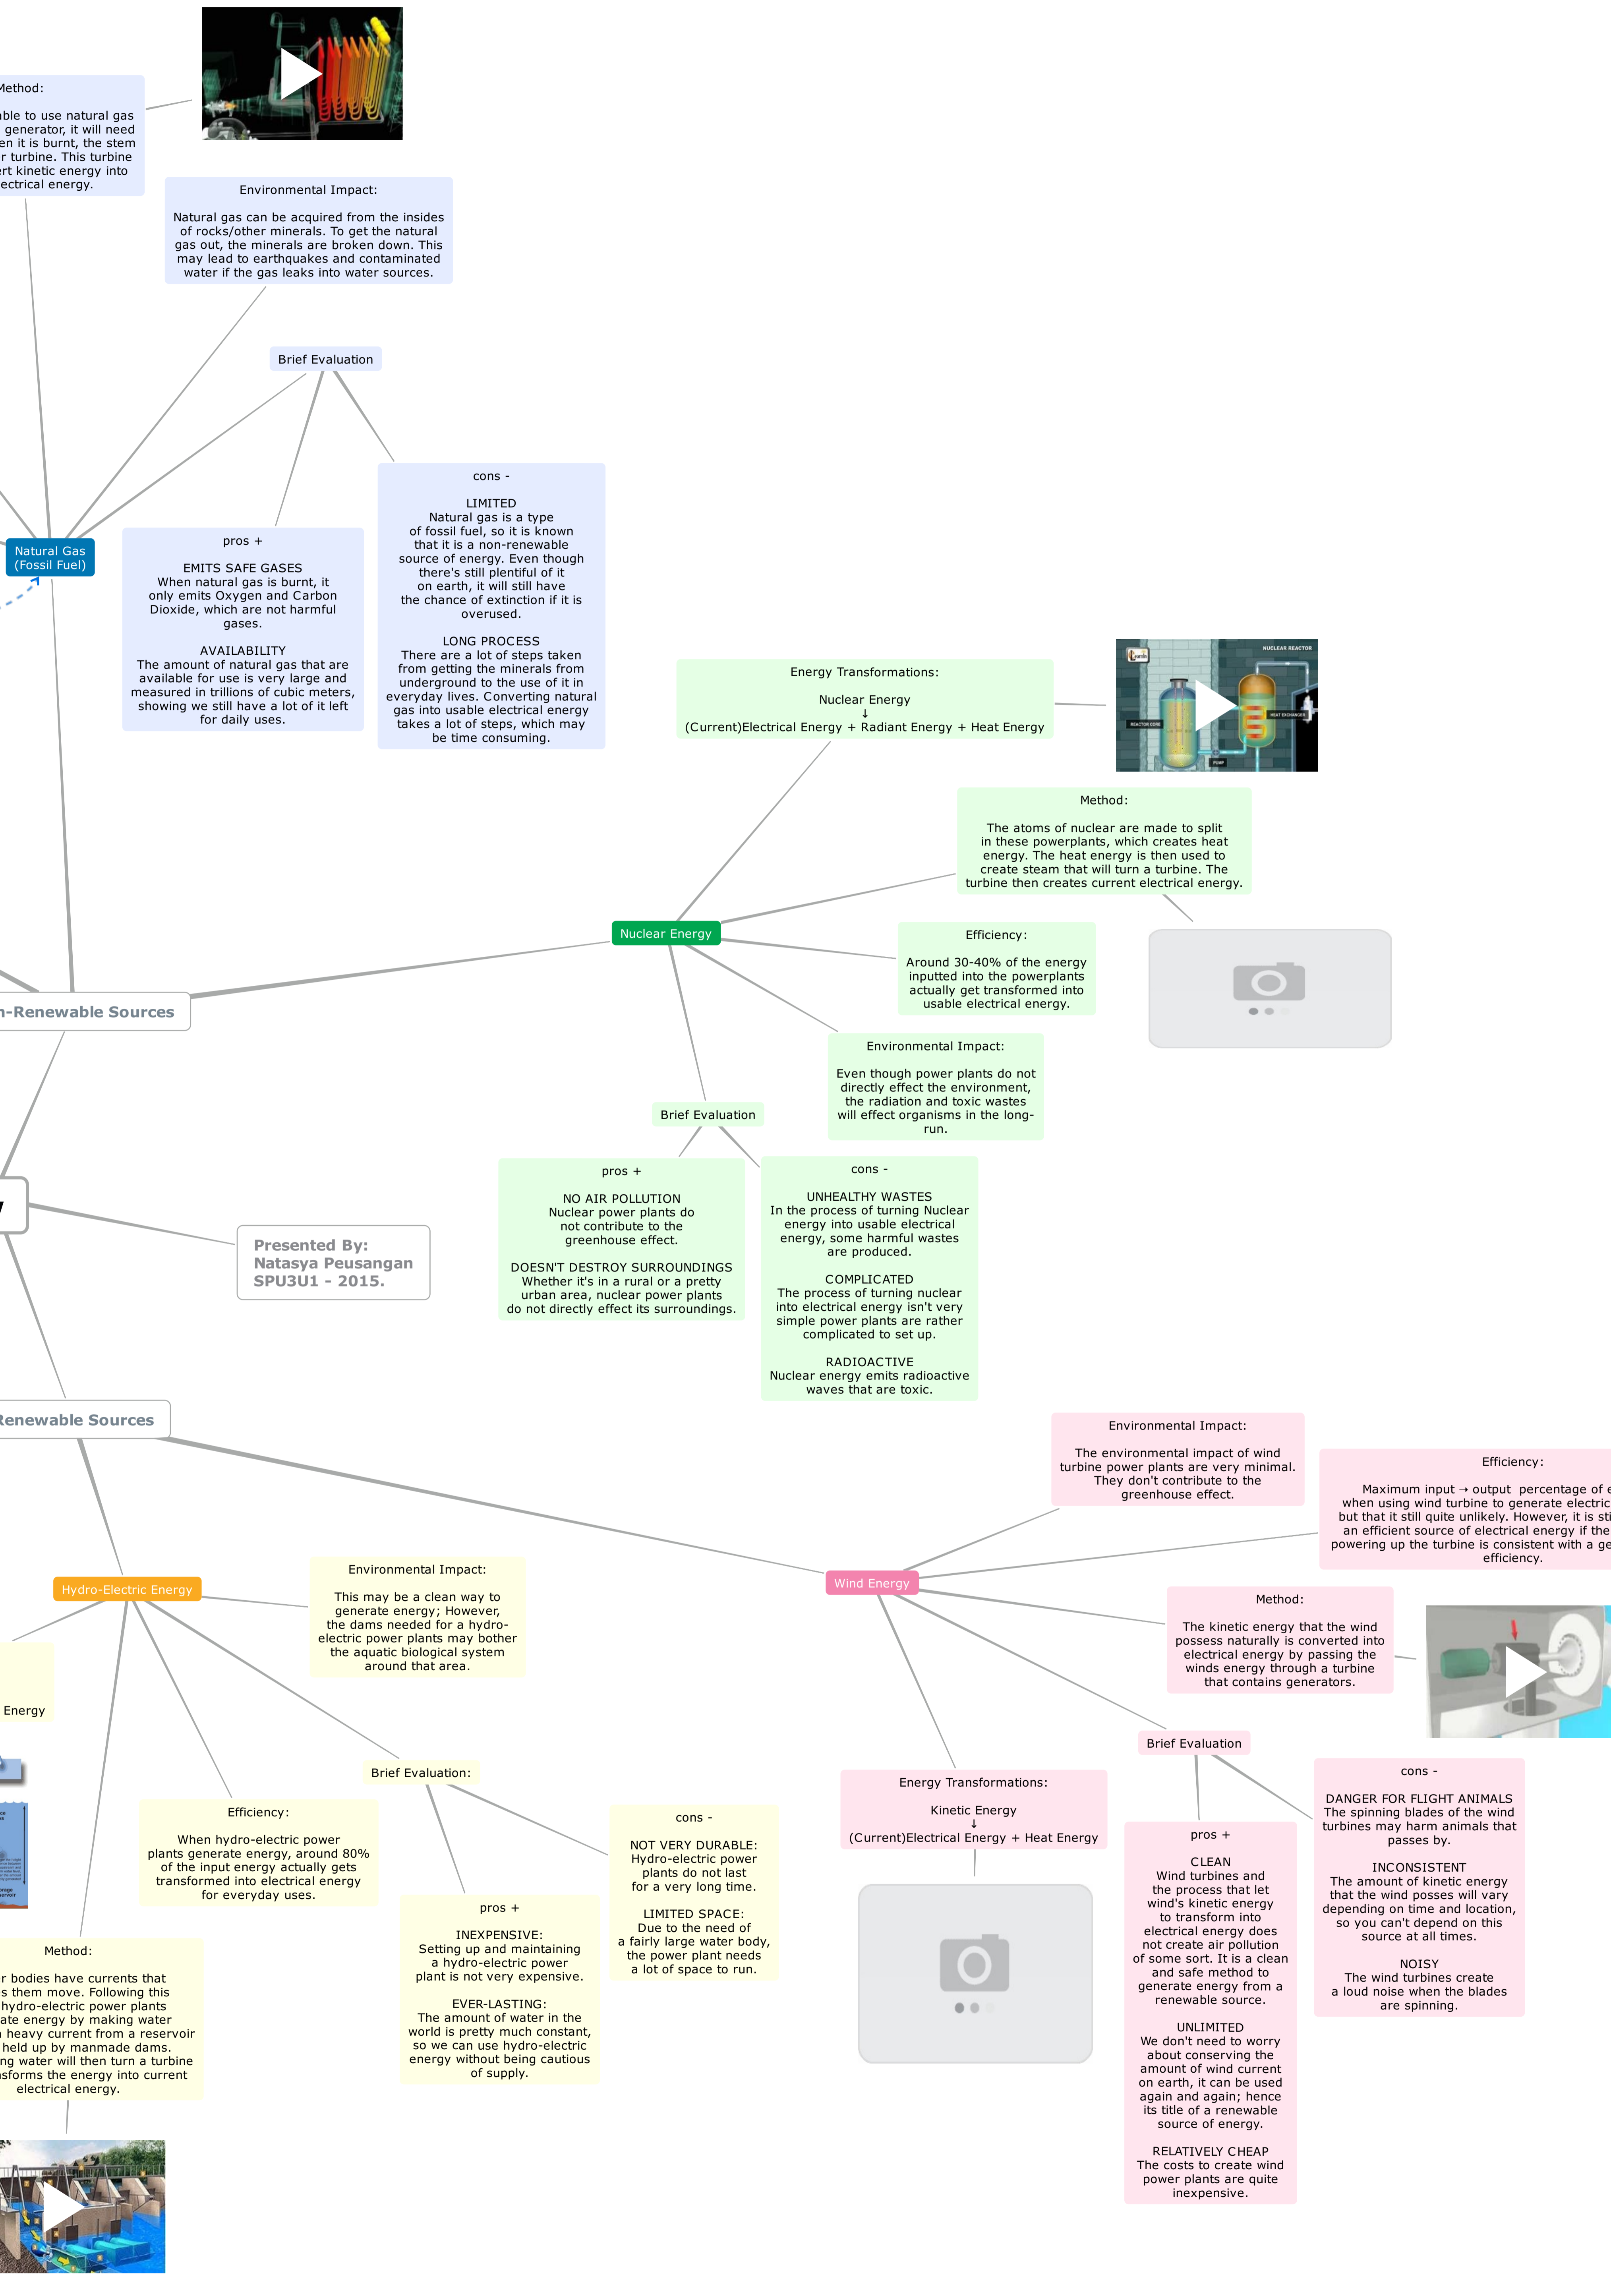 Method:
able to use natural gas
generator, it will need
en it is burnt, the stem
r turbine. This turbine
ert kinetic energy into
ectrical energy.
Environmental Impact:
Natural gas can be acquired from the insides
of rocks/other minerals. To get the natural
gas out, the minerals are broken down. This
may lead to earthquakes and contaminated
water if the gas leaks into water sources.
Brief Evaluation
Natural Gas
(Fossil Fuel)
pros +
EMITS SAFE GASES
When natural gas is burnt, it
only emits Oxygen and Carbon
Dioxide, which are not harmful
gases.
AVAILABILITY
The amount of natural gas that are
available for use is very large and
measured in trillions of cubic meters,
showing we still have a lot of it left
for daily uses.
cons -
LIMITED
Natural gas is a type
of fossil fuel, so it is known
that it is a non-renewable
source of energy. Even though
there's still plentiful of it
on earth, it will still have
the chance of extinction if it is
overused.
LONG PROCESS
There are a lot of steps taken
from getting the minerals from
underground to the use of it in
everyday lives. Converting natural
gas into usable electrical energy
takes a lot of steps, which may
be time consuming.
Energy Transformations:
Nuclear Energy
↓
(Current)Electrical Energy + Radiant Energy + Heat Energy
NUCLEAR REACTOR
REACTOR CORE
HEAT EXCHANGER
PUMP
Method:
The atoms of nuclear are made to split
in these powerplants, which creates heat
energy. The heat energy is then used to
create steam that will turn a turbine. The
turbine then creates current electrical energy.
Nuclear Energy
Efficiency:
Around 30-40% of the energy
inputted into the powerplants
actually get transformed into
usable electrical energy.
n-Renewable Sources
Environmental Impact:
Even though power plants do not
directly effect the environment,
the radiation and toxic wastes
will effect organisms in the long-
run.
Brief Evaluation
pros +
NO AIR POLLUTION
Nuclear power plants do
not contribute to the
greenhouse effect.
DOESN'T DESTROY SURROUNDINGS
Whether it's in a rural or a pretty
urban area, nuclear power plants
do not directly effect its surroundings.
cons -
UNHEALTHY WASTES
In the process of turning Nuclear
energy into usable electrical
energy, some harmful wastes
are produced.
COMPLICATED
The process of turning nuclear
into electrical energy isn't very
simple power plants are rather
complicated to set up.
RADIOACTIVE
Nuclear energy emits radioactive
waves that are toxic.
y
Presented By:
Natasya Peusangan
SPU3U1 - 2015.
Renewable Sources
Environmental Impact:
The environmental impact of wind
turbine power plants are very minimal.
They don't contribute to the
greenhouse effect.
Efficiency:
Maximum input → output percentage of e
when using wind turbine to generate electric
but that it still quite unlikely. However, it is sti
an efficient source of electrical energy if the
powering up the turbine is consistent with a ge
efficiency.
Hydro-Electric Energy
Environmental Impact:
This may be a clean way to
generate energy; However,
the dams needed for a hydro-
electric power plants may bother
the aquatic biological system
around that area.
Wind Energy
Method:
The kinetic energy that the wind
possess naturally is converted into
electrical energy by passing the
winds energy through a turbine
that contains generators.
Energy
Brief Evaluation:
Efficiency:
When hydro-electric power
plants generate energy, around 80%
of the input energy actually gets
transformed into electrical energy
for everyday uses.
cons -
NOT VERY DURABLE:
Hydro-electric power
plants do not last
for a very long time.
LIMITED SPACE:
Due to the need of
a fairly large water body,
the power plant needs
a lot of space to run.
pros +
INEXPENSIVE:
Setting up and maintaining
a hydro-electric power
plant is not very expensive.
EVER-LASTING:
The amount of water in the
world is pretty much constant,
so we can use hydro-electric
energy without being cautious
of supply.
Method:
r bodies have currents that
s them move. Following this
hydro-electric power plants
ate energy by making water
heavy current from a reservoir
held up by manmade dams.
ng water will then turn a turbine
nsforms the energy into current
electrical energy.
Energy Transformations:
Kinetic Energy
↓
(Current)Electrical Energy + Heat Energy
Brief Evaluation
pros +
CLEAN
Wind turbines and
the process that let
wind's kinetic energy
to transform into
electrical energy does
not create air pollution
of some sort. It is a clean
and safe method to
generate energy from a
renewable source.
UNLIMITED
We don't need to worry
about conserving the
amount of wind current
on earth, it can be used
again and again; hence
its title of a renewable
source of energy.
RELATIVELY CHEAP
The costs to create wind
power plants are quite
inexpensive.
cons -
DANGER FOR FLIGHT ANIMALS
The spinning blades of the wind
turbines may harm animals that
passes by.
INCONSISTENT
The amount of kinetic energy
that the wind posses will vary
depending on time and location,
so you can't depend on this
source at all times.
NOISY
The wind turbines create
a loud noise when the blades
are spinning.